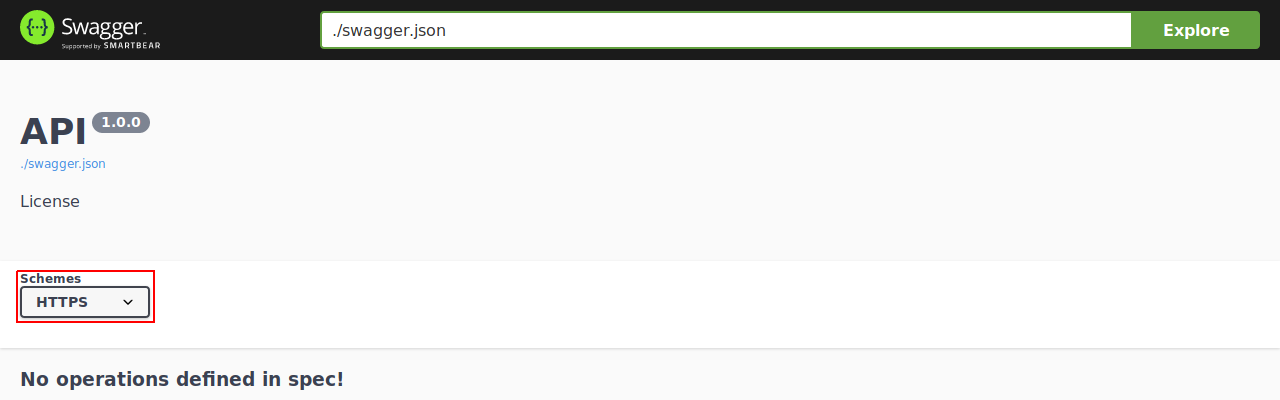 {··}
Swagger
Supported by SMARTBEAR
./swagger.json
Explore
API 1.0.0
./swagger.json
License
Schemes
HTTPS
No operations defined in spec!